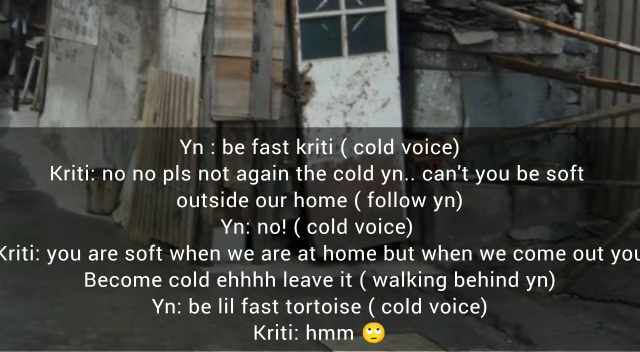 Yn : be fast kriti ( cold voice)
Kriti: no no pls not again the cold yn.. can't you be soft
outside our home ( follow yn)
Yn: no! ( cold voice)
Kriti: you are soft when we are at home but when we come out you
Become cold ehhhh leave it ( walking behind yn)
Yn: be lil fast tortoise ( cold voice)
Kriti: hmm 🙄